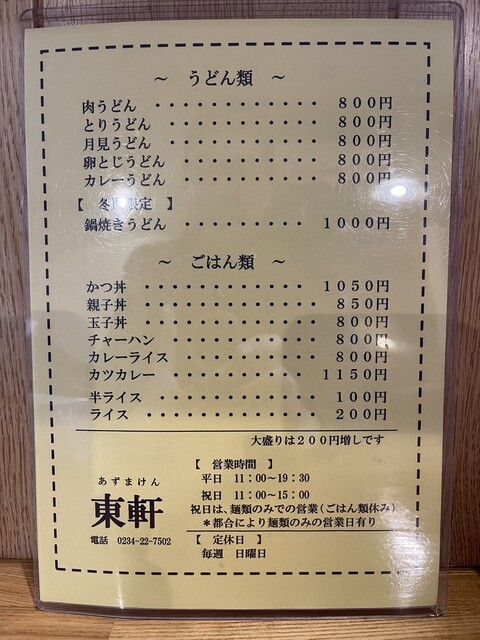 ～ うどん類 ～
肉うどん ・・・・・・・・・・・・ 800円
とりうどん ・・・・・・・・・・・ 800円
月見うどん ・・・・・・・・・・・ 800円
卵とじうどん ・・・・・・・・・・ 800円
カレーうどん ・・・・・・・・・・ 800円
【 冬期限定 】
鍋焼きうどん ・・・・・・・・・ 1000円
～ ごはん類 ～
かつ丼 ・・・・・・・・・・・・ 1050円
親子丼 ・・・・・・・・・・・・・ 850円
玉子丼 ・・・・・・・・・・・・・ 800円
チャーハン ・・・・・・・・・・・ 800円
カレーライス ・・・・・・・・・・ 800円
カツカレー ・・・・・・・・・・ 1150円
半ライス ・・・・・・・・・・・・ 100円
ライス ・・・・・・・・・・・・・ 200円
大盛りは200円増しです
あずまけん
東軒
電話 0234-22-7502
【 営業時間 】
平日 11:00～19:30
祝日 11:00～15:00
祝日は、麺類のみでの営業(ごはん類休み)
＊都合により麺類のみの営業日有り
【 定休日 】
毎週 日曜日